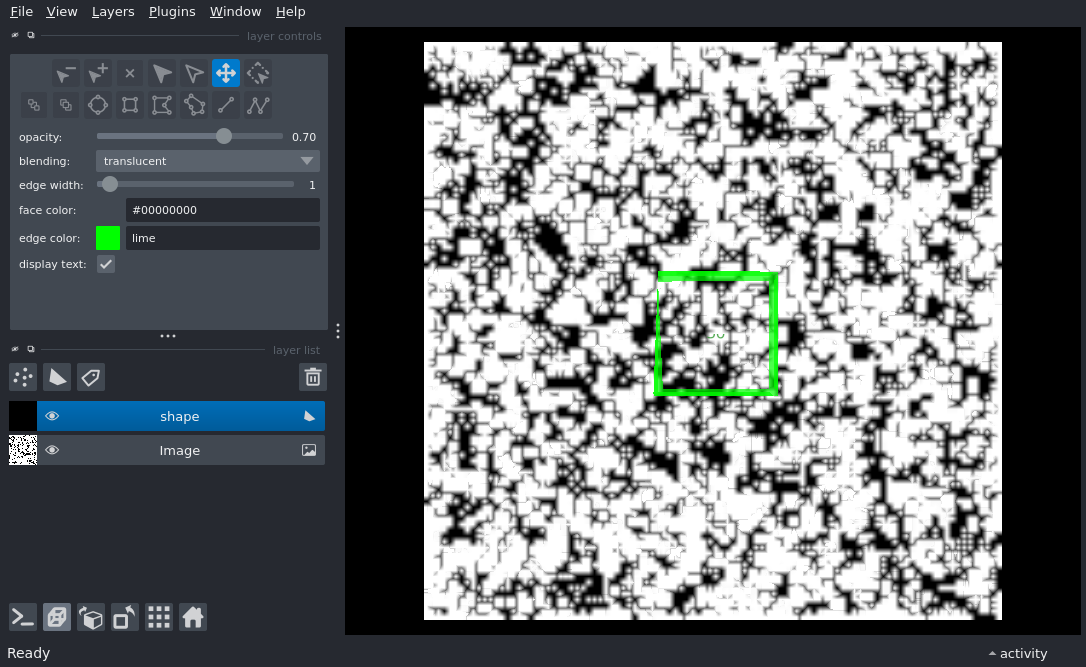 File View Layers Plugins Window Help
layer controls
opacity: 0.70
blending: translucent
edge width: 1
face color: #00000000
edge color: lime
display text:
layer list
shape
Image
Ready
activity